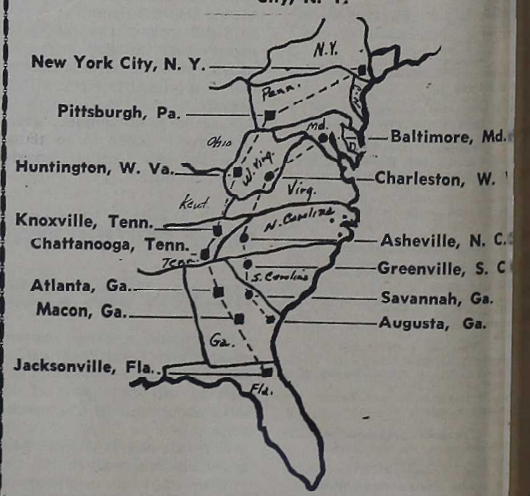 New York City, N. Y.
N.Y.
Penn.
Pittsburgh, Pa.
Ohio
Md.
Baltimore, Md.
Huntington, W. Va.
W. Virg.
Charleston, W.
Virg.
Kent.
Knoxville, Tenn.
N. Carolina
Chattanooga, Tenn.
Asheville, N. C.
Tenn.
Greenville, S. C
S. Carolina
Atlanta, Ga.
Savannah, Ga.
Macon, Ga.
Augusta, Ga.
Ga.
Jacksonville, Fla.
Fla.